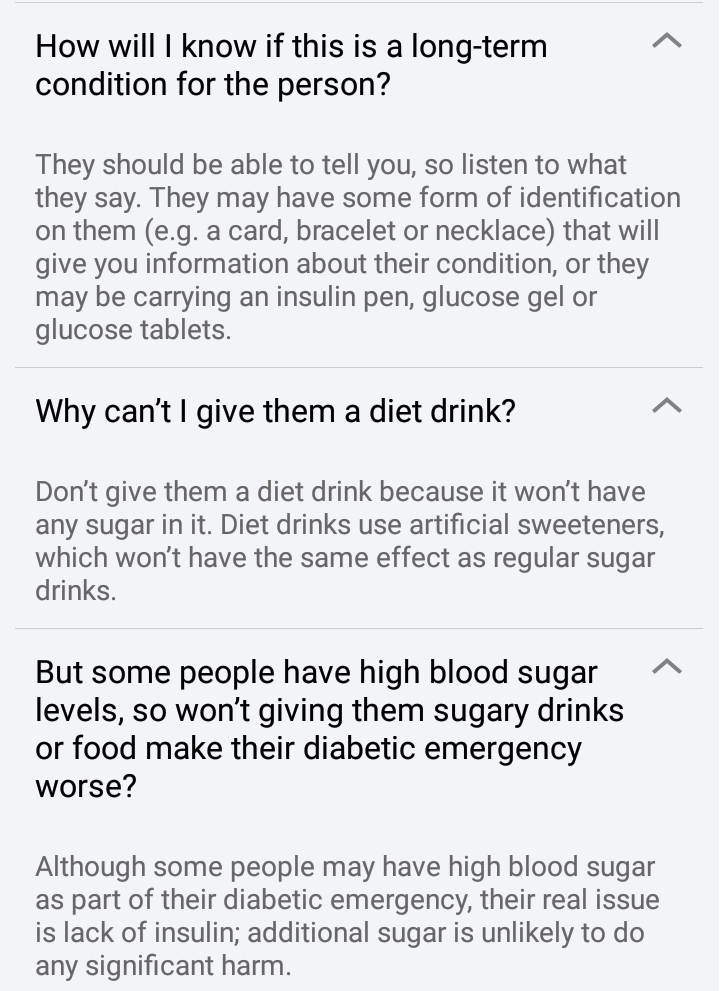 How will I know if this is a long-term
condition for the person?
They should be able to tell you, so listen to what
they say. They may have some form of identification
on them (e.g. a card, bracelet or necklace) that will
give you information about their condition, or they
may be carrying an insulin pen, glucose gel or
glucose tablets.
Why can’t I give them a diet drink?
Don’t give them a diet drink because it won’t have
any sugar in it. Diet drinks use artificial sweeteners,
which won’t have the same effect as regular sugar
drinks.
But some people have high blood sugar
levels, so won’t giving them sugary drinks
or food make their diabetic emergency
worse?
Although some people may have high blood sugar
as part of their diabetic emergency, their real issue
is lack of insulin; additional sugar is unlikely to do
any significant harm.